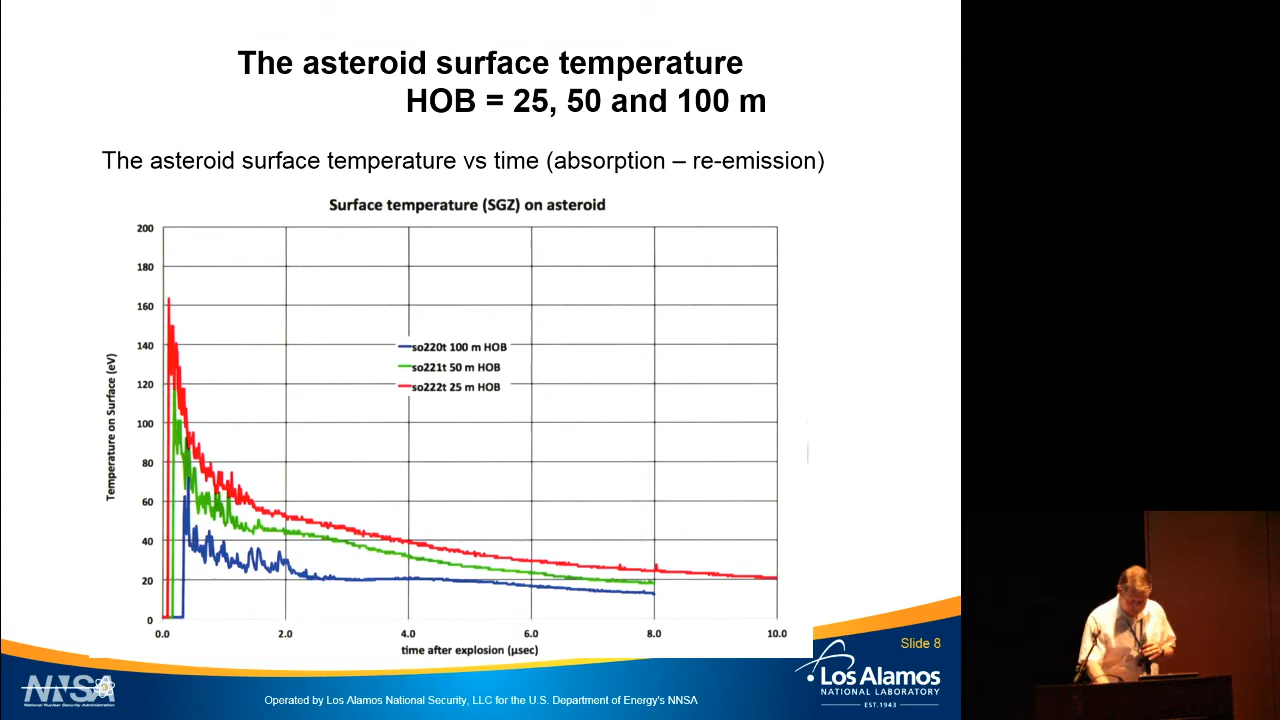 The asteroid surface temperature
HOB = 25, 50 and 100 m
The asteroid surface temperature vs time (absorption – re-emission)
Surface temperature (SGZ) on asteroid
Temperature on Surface (eV)
200
180
160
140
120
100
80
60
40
20
0
so220t 100 m HOB
so221t 50 m HOB
so222t 25 m HOB
0.0 2.0 4.0 6.0 8.0 10.0
time after explosion (µsec)
Slide 8
NNSA
National Nuclear Security Administration
Operated by Los Alamos National Security, LLC for the U.S. Department of Energy's NNSA
Los Alamos
NATIONAL LABORATORY
EST.1943